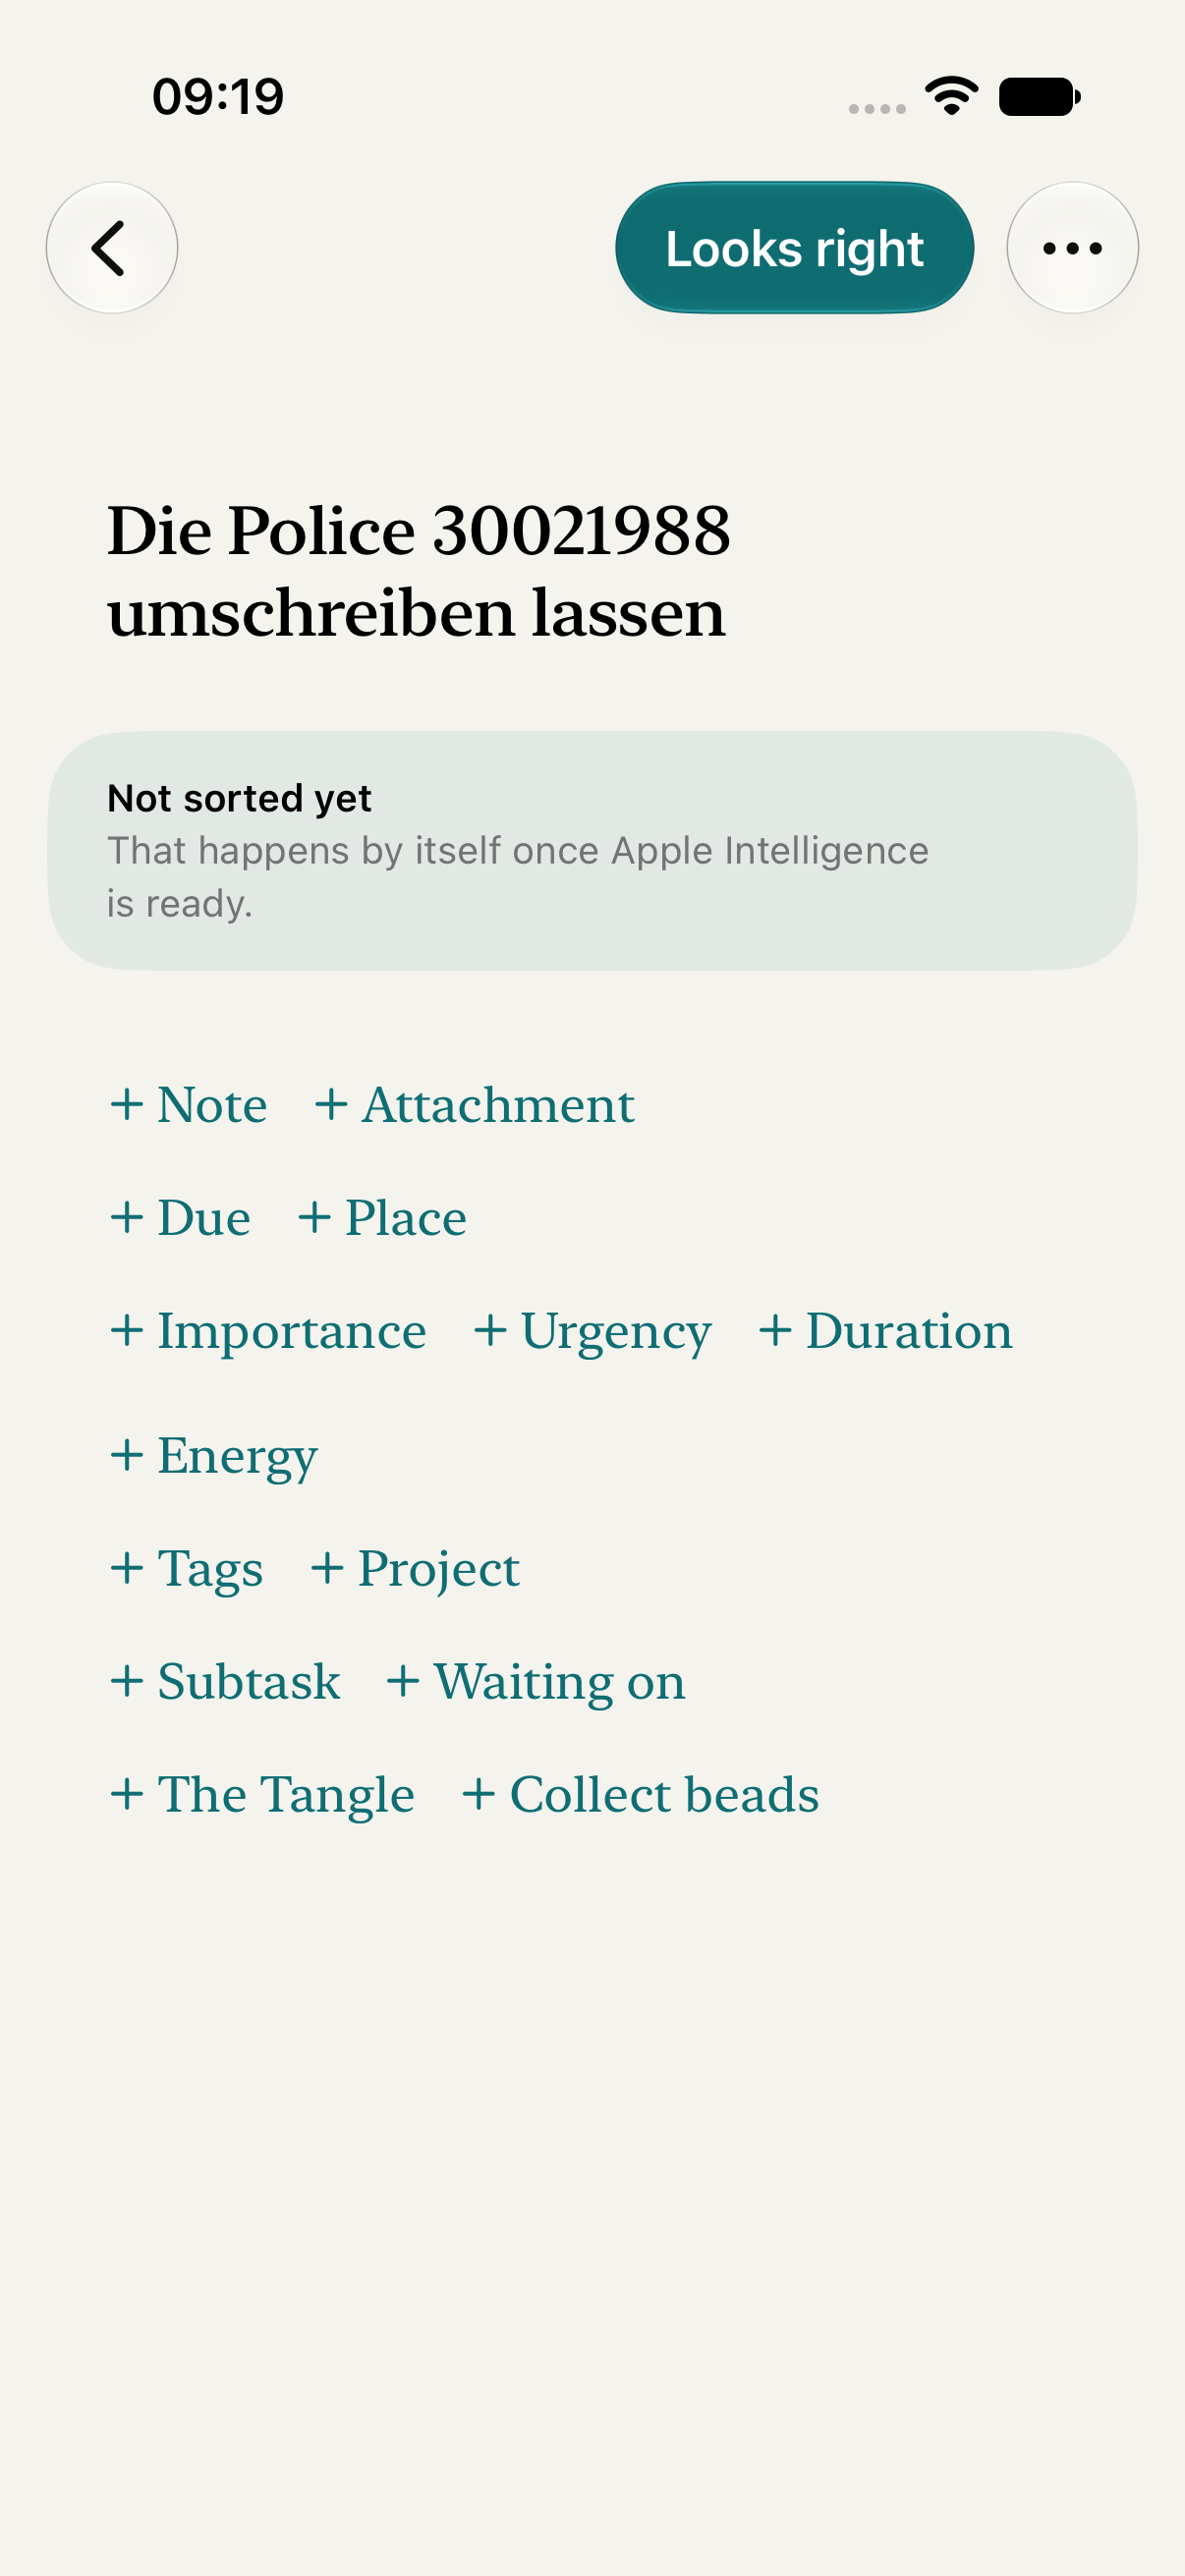 09:19
Looks right
Die Police 30021988
umschreiben lassen
Not sorted yet
That happens by itself once Apple Intelligence
is ready.
+ Note + Attachment
+ Due + Place
+ Importance + Urgency + Duration
+ Energy
+ Tags + Project
+ Subtask + Waiting on
+ The Tangle + Collect beads